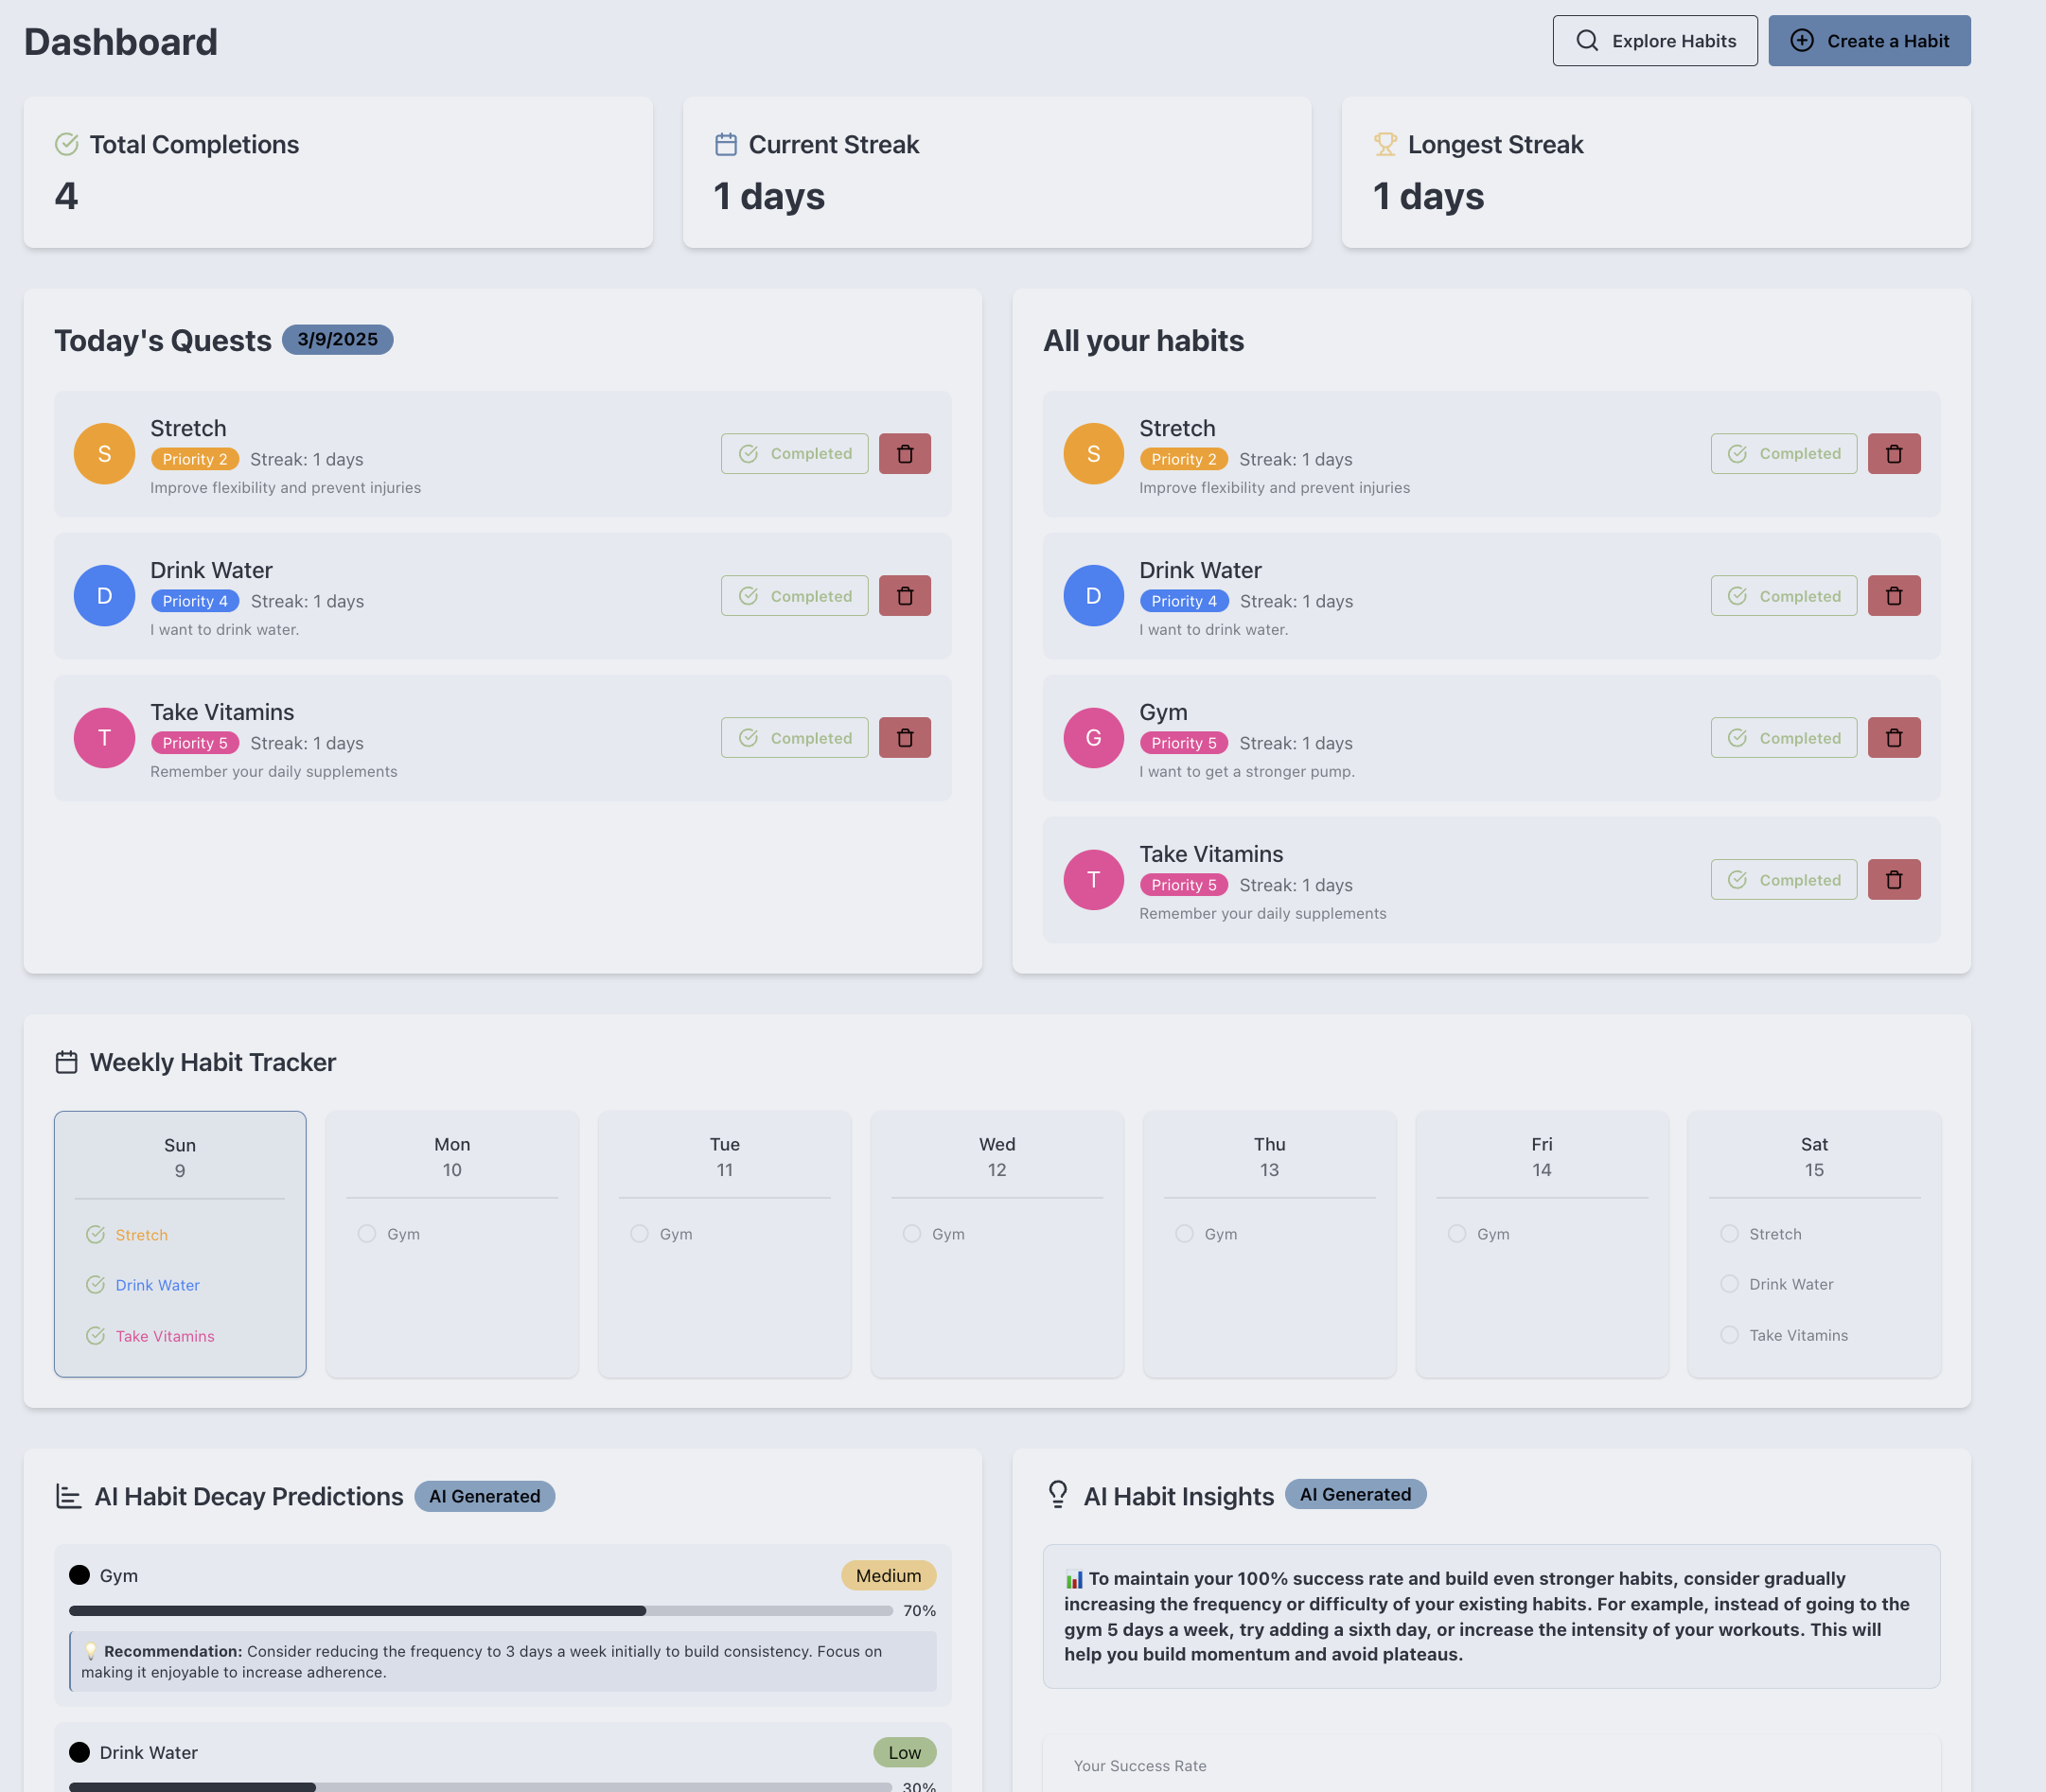 Dashboard
Explore Habits
Create a Habit
Total Completions
4
Current Streak
1 days
Longest Streak
1 days
Today's Quests
3/9/2025
S
Stretch
Priority 2
Streak: 1 days
Improve flexibility and prevent injuries
Completed
D
Drink Water
Priority 4
Streak: 1 days
I want to drink water.
Completed
T
Take Vitamins
Priority 5
Streak: 1 days
Remember your daily supplements
Completed
All your habits
S
Stretch
Priority 2
Streak: 1 days
Improve flexibility and prevent injuries
Completed
D
Drink Water
Priority 4
Streak: 1 days
I want to drink water.
Completed
G
Gym
Priority 5
Streak: 1 days
I want to get a stronger pump.
Completed
T
Take Vitamins
Priority 5
Streak: 1 days
Remember your daily supplements
Completed
Weekly Habit Tracker
Sun
9
Stretch
Drink Water
Take Vitamins
Mon
10
Gym
Tue
11
Gym
Wed
12
Gym
Thu
13
Gym
Fri
14
Gym
Sat
15
Stretch
Drink Water
Take Vitamins
AI Habit Decay Predictions
AI Generated
Gym
Medium
70%
Recommendation: Consider reducing the frequency to 3 days a week initially to build consistency. Focus on
making it enjoyable to increase adherence.
Drink Water
Low
30%
AI Habit Insights
AI Generated
To maintain your 100% success rate and build even stronger habits, consider gradually
increasing the frequency or difficulty of your existing habits. For example, instead of going to the
gym 5 days a week, try adding a sixth day, or increase the intensity of your workouts. This will
help you build momentum and avoid plateaus.
Your Success Rate